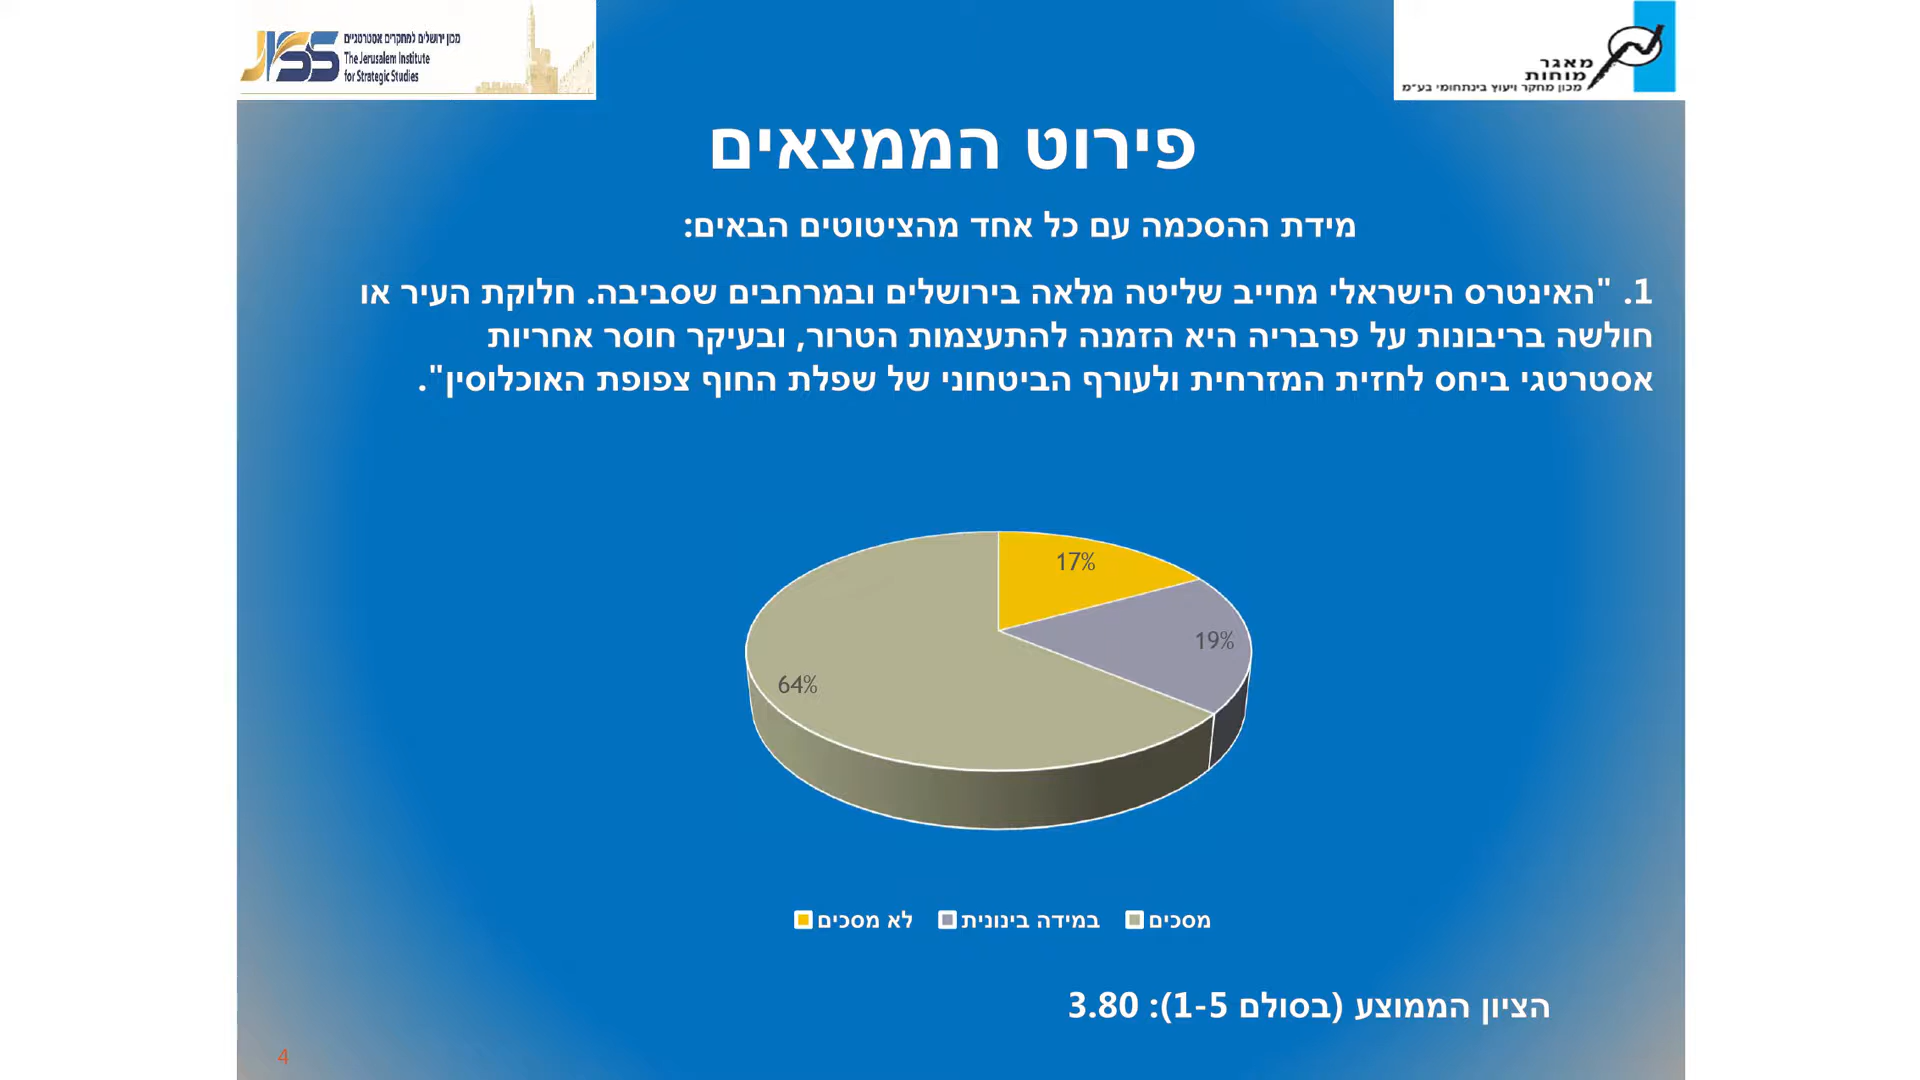 מכון ירושלים למחקרים אסטרטגיים
The Jerusalem Institute
for Strategic Studies
JISS
מאגר
מוחות
מכון מחקר ויעוץ בינתחומי בע"מ
פירוט הממצאים
מידת ההסכמה עם כל אחד מהציטוטים הבאים:
1. "האינטרס הישראלי מחייב שליטה מלאה בירושלים ובמרחבים שסביבה. חלוקת העיר או
חולשה בריבונות על פרבריה היא הזמנה להתעצמות הטרור, ובעיקר חוסר אחריות
אסטרטגי ביחס לחזית המזרחית ולעורף הביטחוני של שפלת החוף צפופת האוכלוסין".
17%
19%
64%
לא מסכים במידה בינונית מסכים
הציון הממוצע (בסולם 1-5): 3.80
4